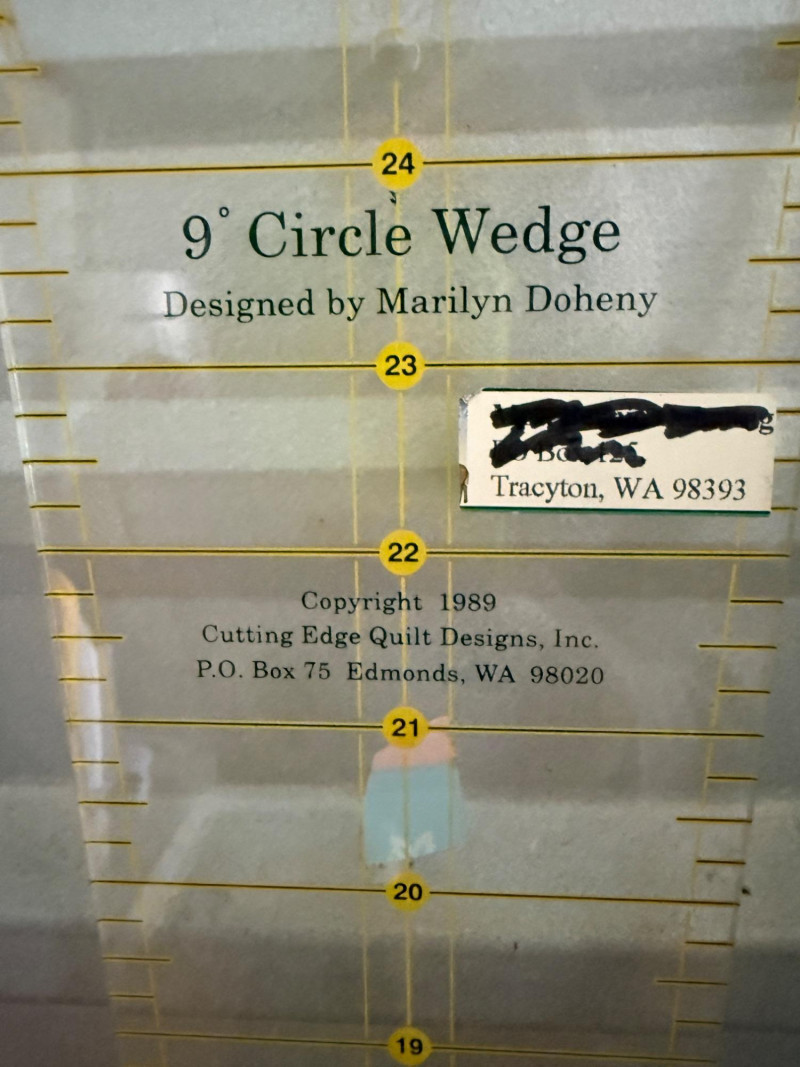 24
9° Circle Wedge
Designed by Marilyn Doheny
23
Tracyton, WA 98393
22
Copyright 1989
Cutting Edge Quilt Designs, Inc.
P.O. Box 75 Edmonds, WA 98020
21
20
19